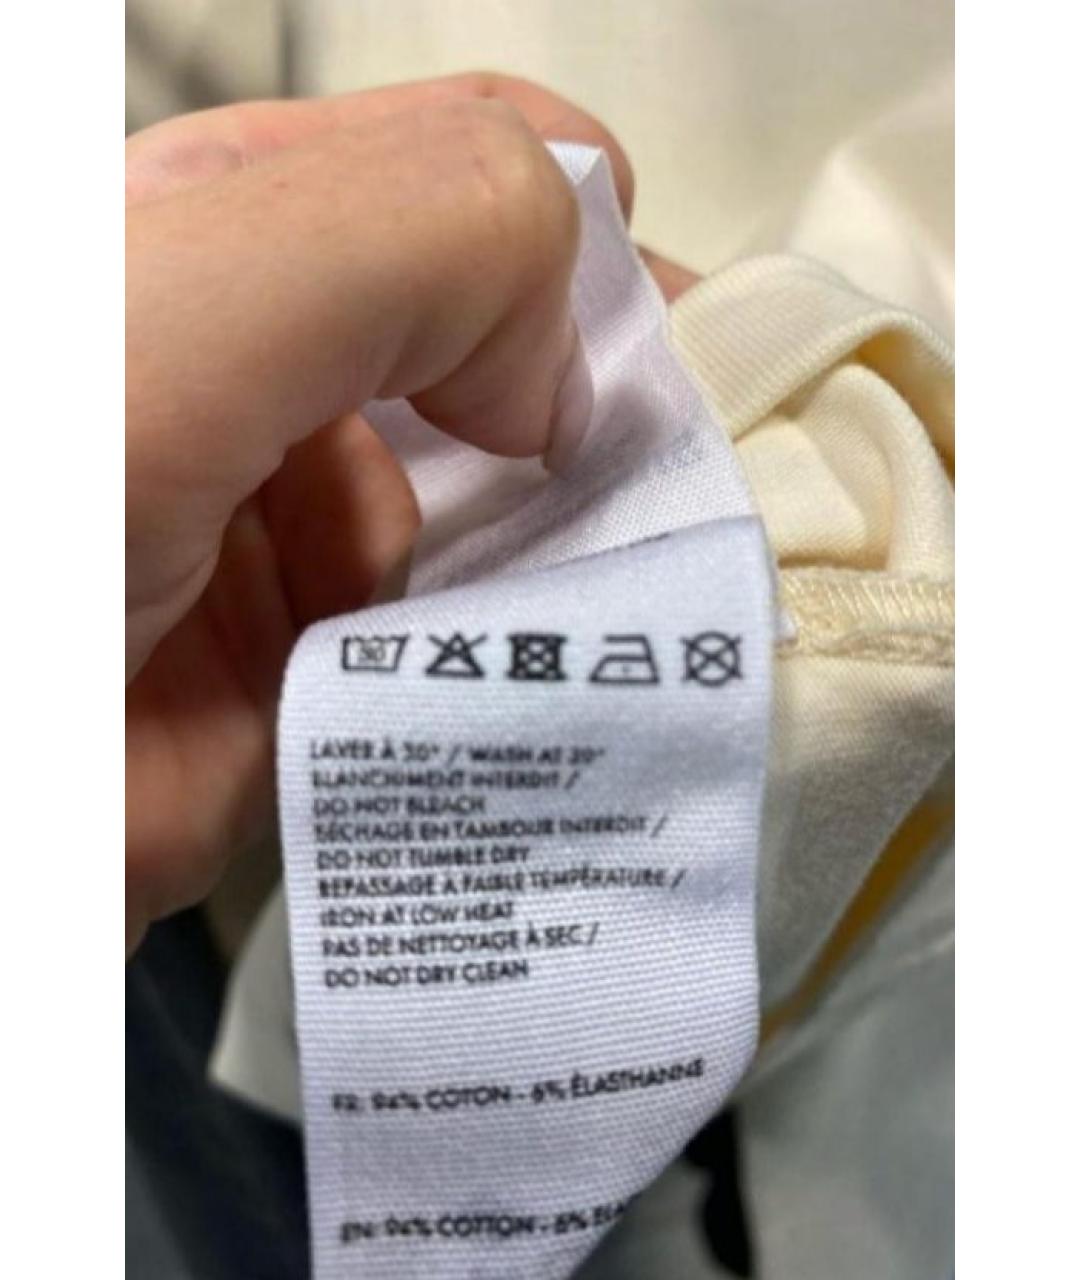 30
LAVER À 30° / WASH AT 30°
BLANCHIMENT INTERDIT /
DO NOT BLEACH
SÉCHAGE EN TAMBOUR INTERDIT /
DO NOT TUMBLE DRY
REPASSAGE À FAIBLE TEMPÉRATURE /
IRON AT LOW HEAT
PAS DE NETTOYAGE À SEC /
DO NOT DRY CLEAN
FR: 94% COTON - 6% ÉLASTHANNE
EN: 94% COTTON - 6% ELA